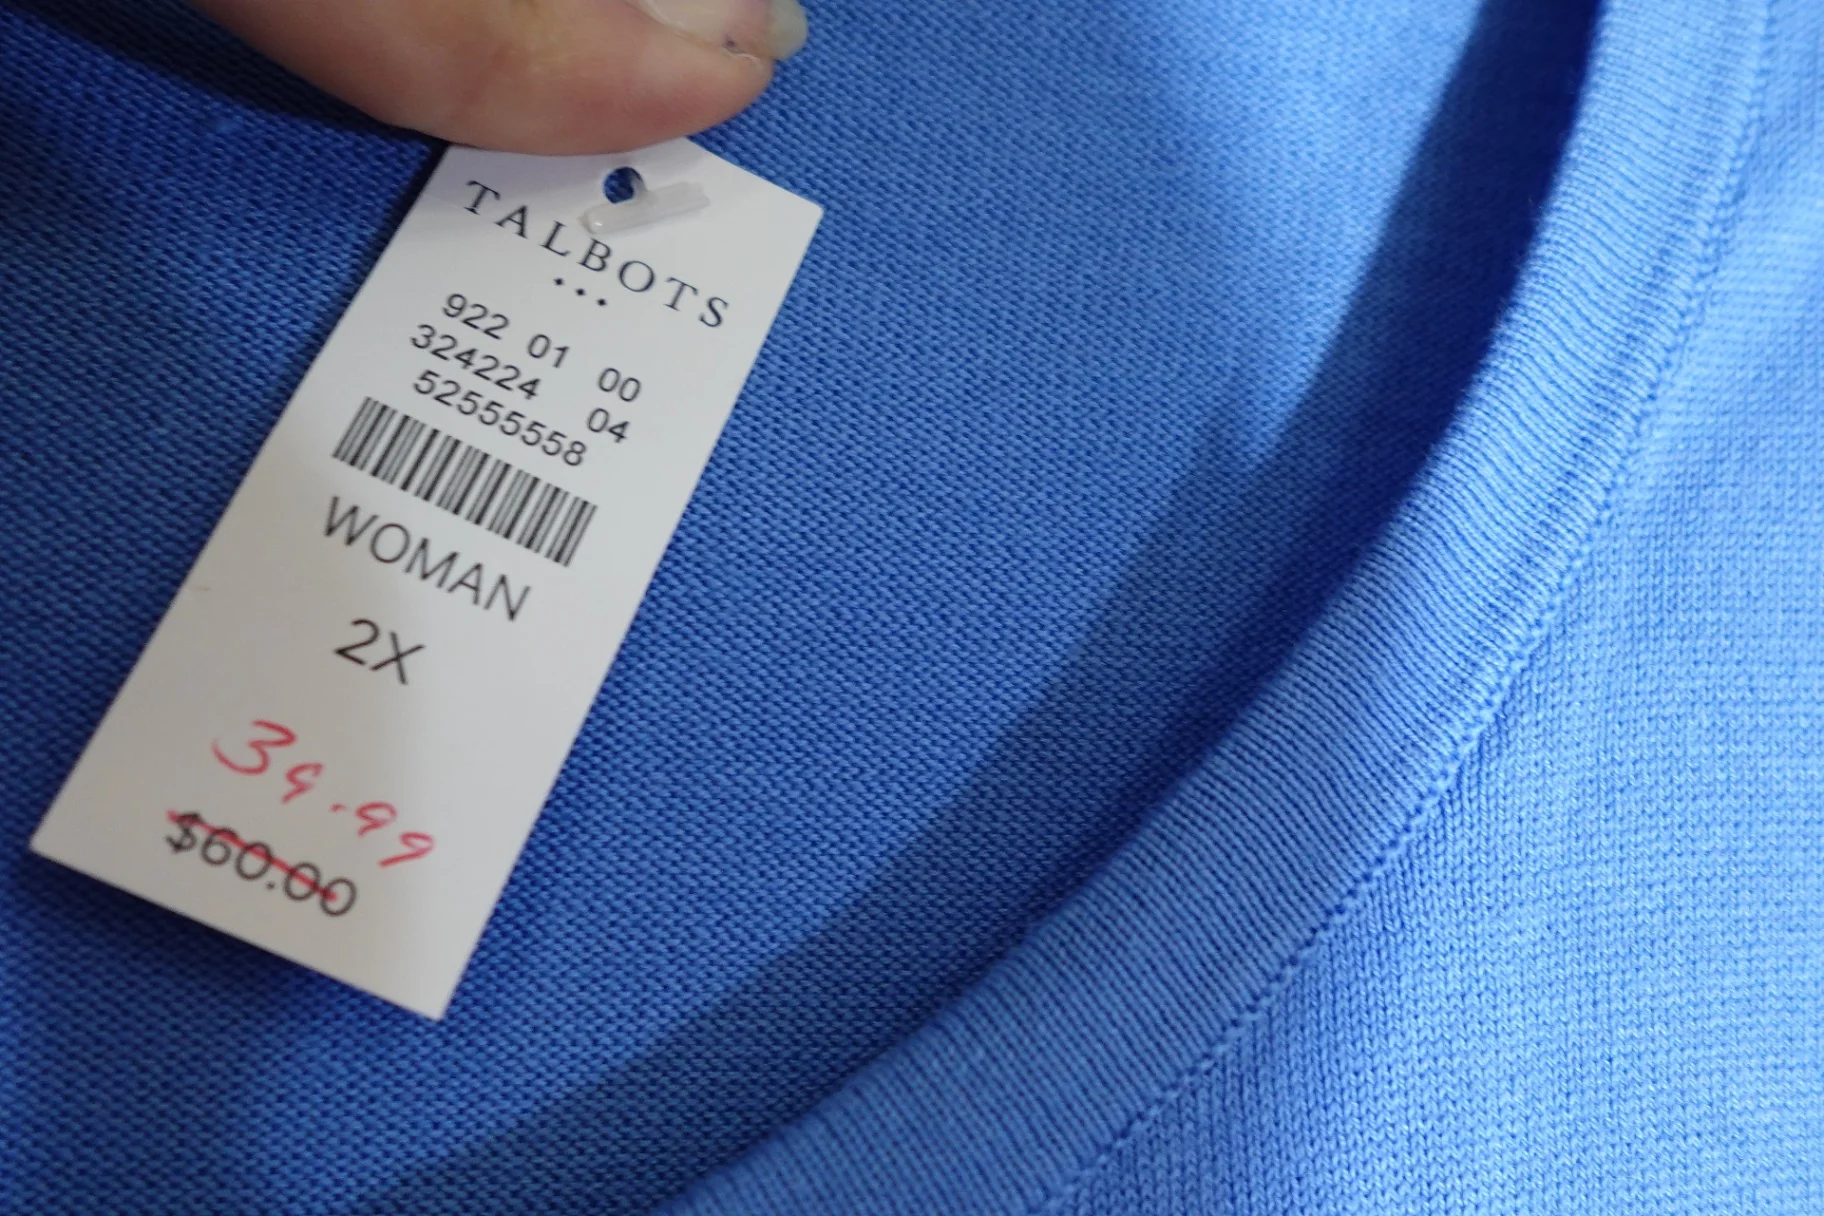 TALBOTS
•••
922 01 00
324224 04
52555558
WOMAN
2X
39.99
$60.00